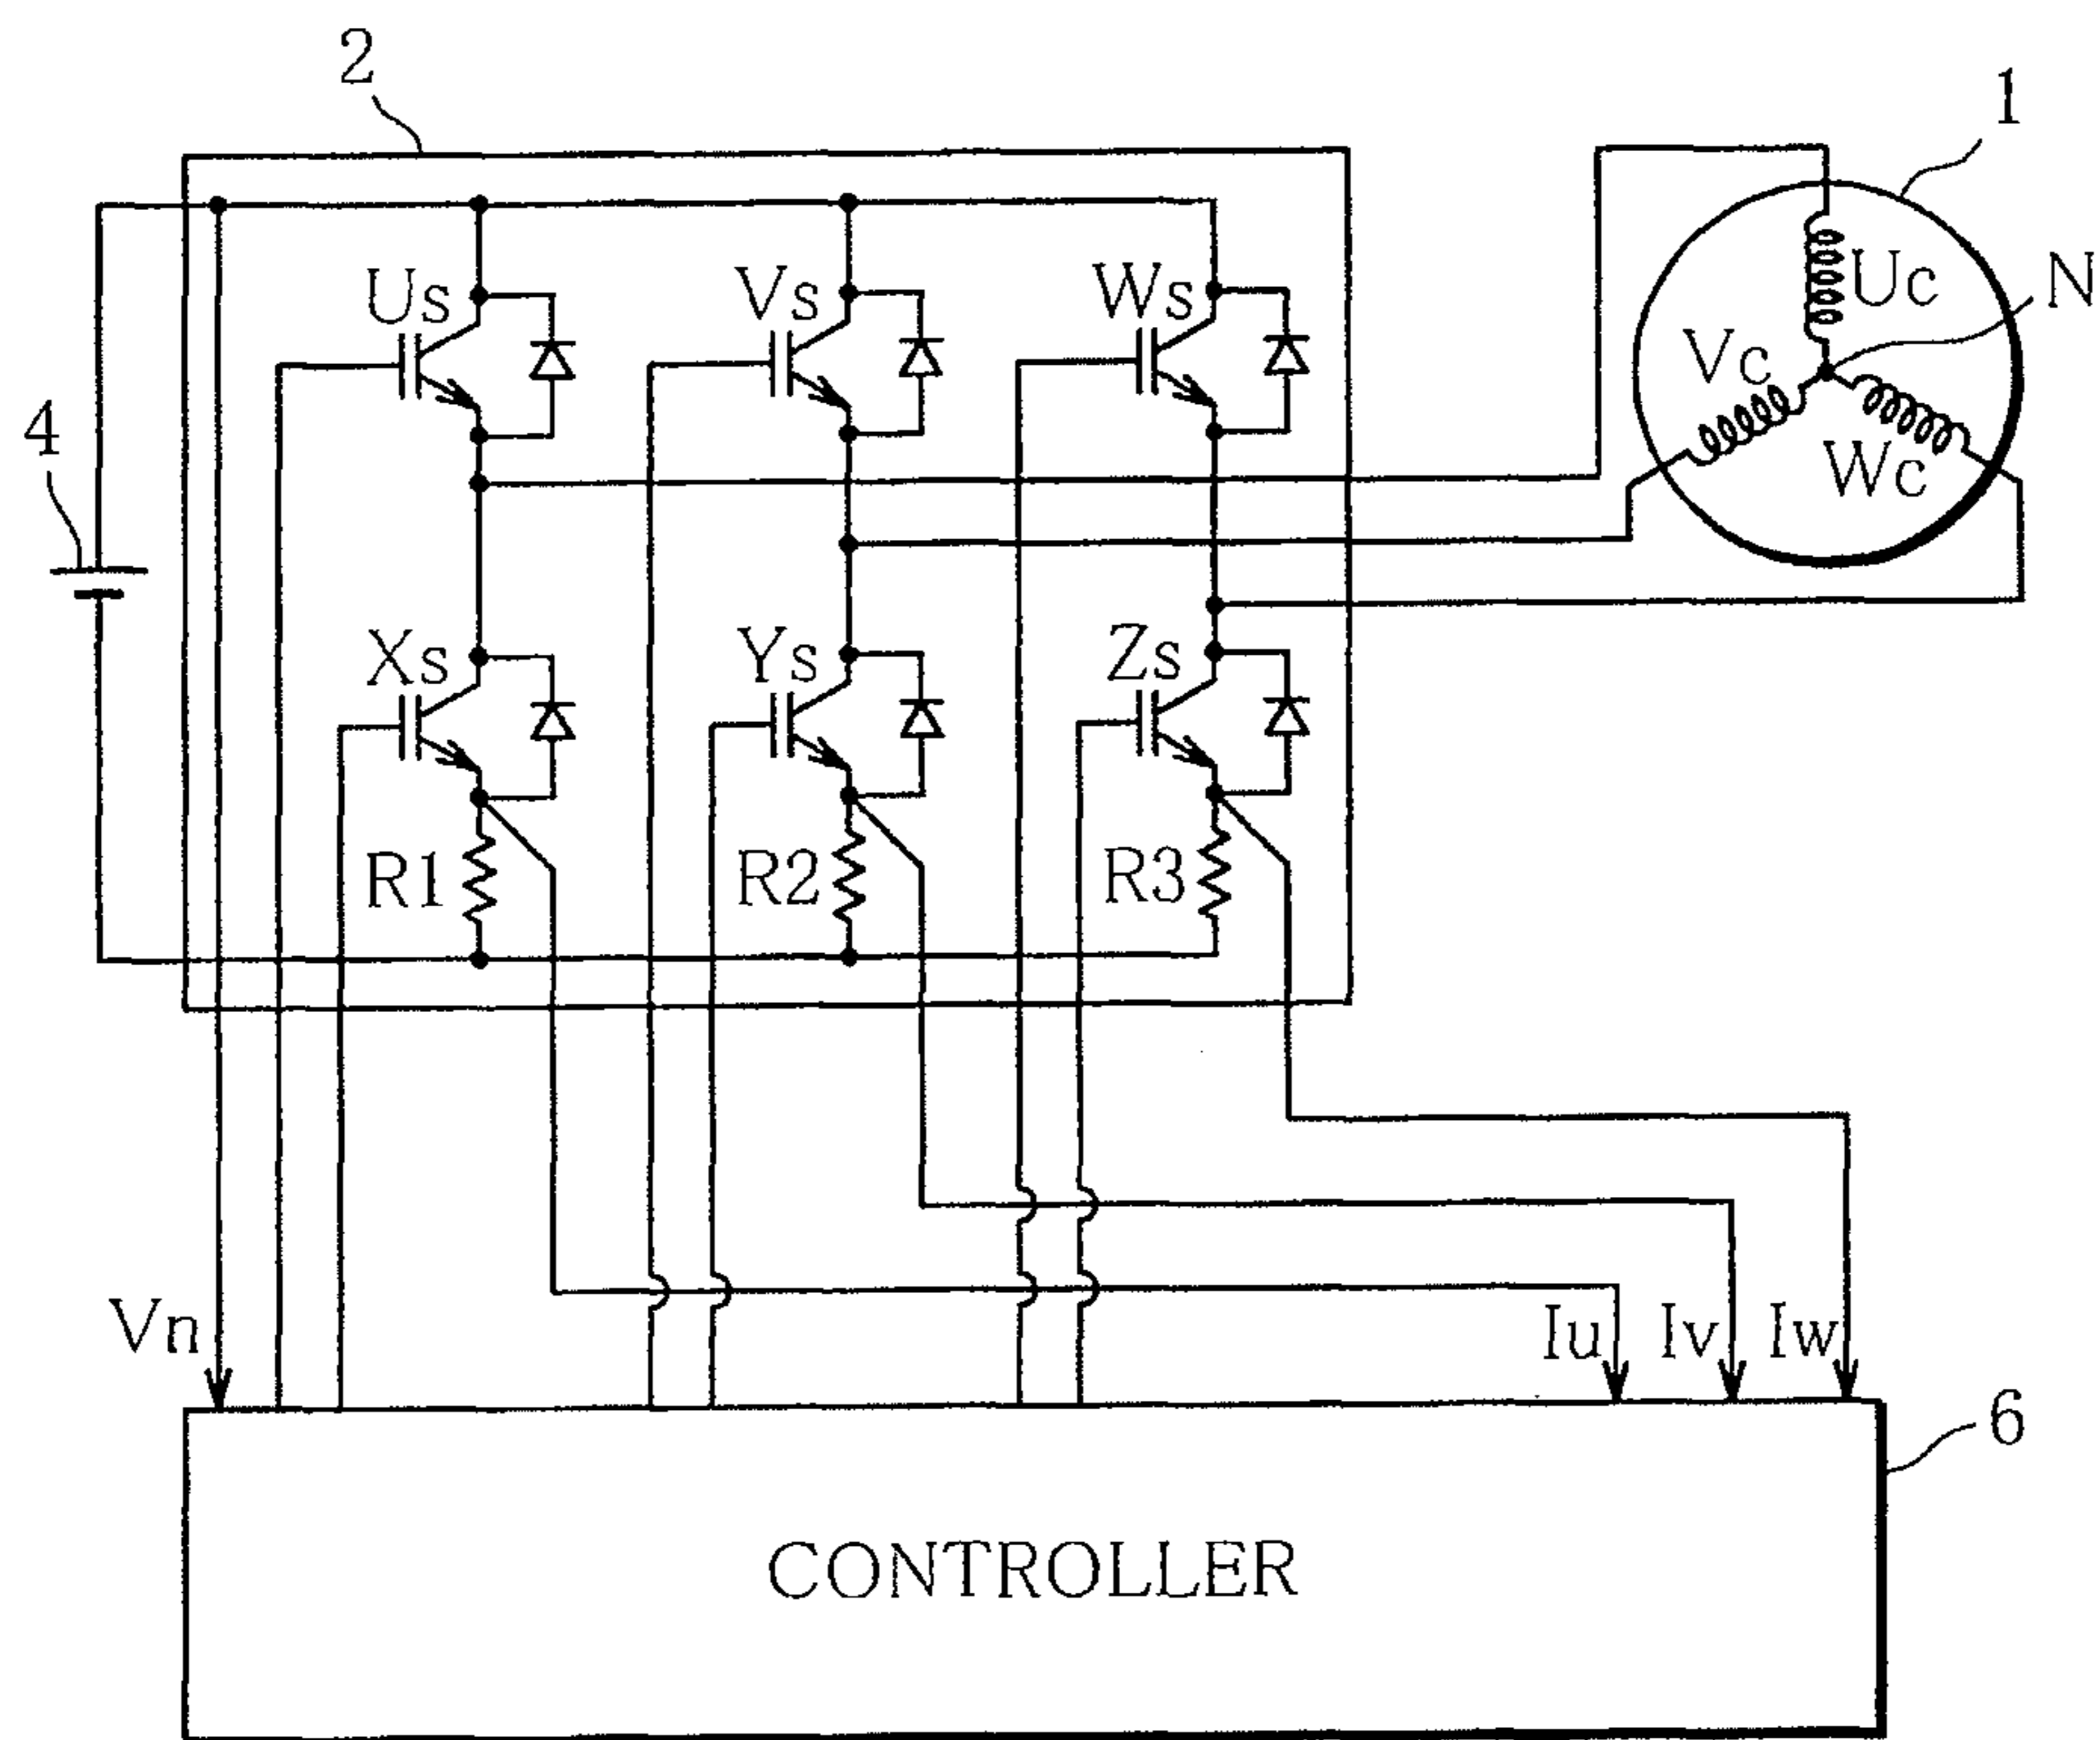 2
1
Us
Vs
Ws
Uc
N
Vc
Wc
4
Xs
Ys
Zs
R1
R2
R3
Vn
Iu
Iv
Iw
6
CONTROLLER